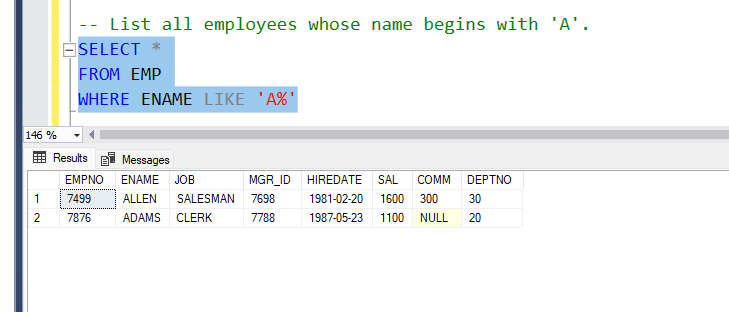 -- List all employees whose name begins with 'A'.
SELECT *
FROM EMP
WHERE ENAME LIKE 'A%'
146 %
Results Messages
EMPNO ENAME JOB MGR_ID HIREDATE SAL COMM DEPTNO
1 7499 ALLEN SALESMAN 7698 1981-02-20 1600 300 30
2 7876 ADAMS CLERK 7788 1987-05-23 1100 NULL 20